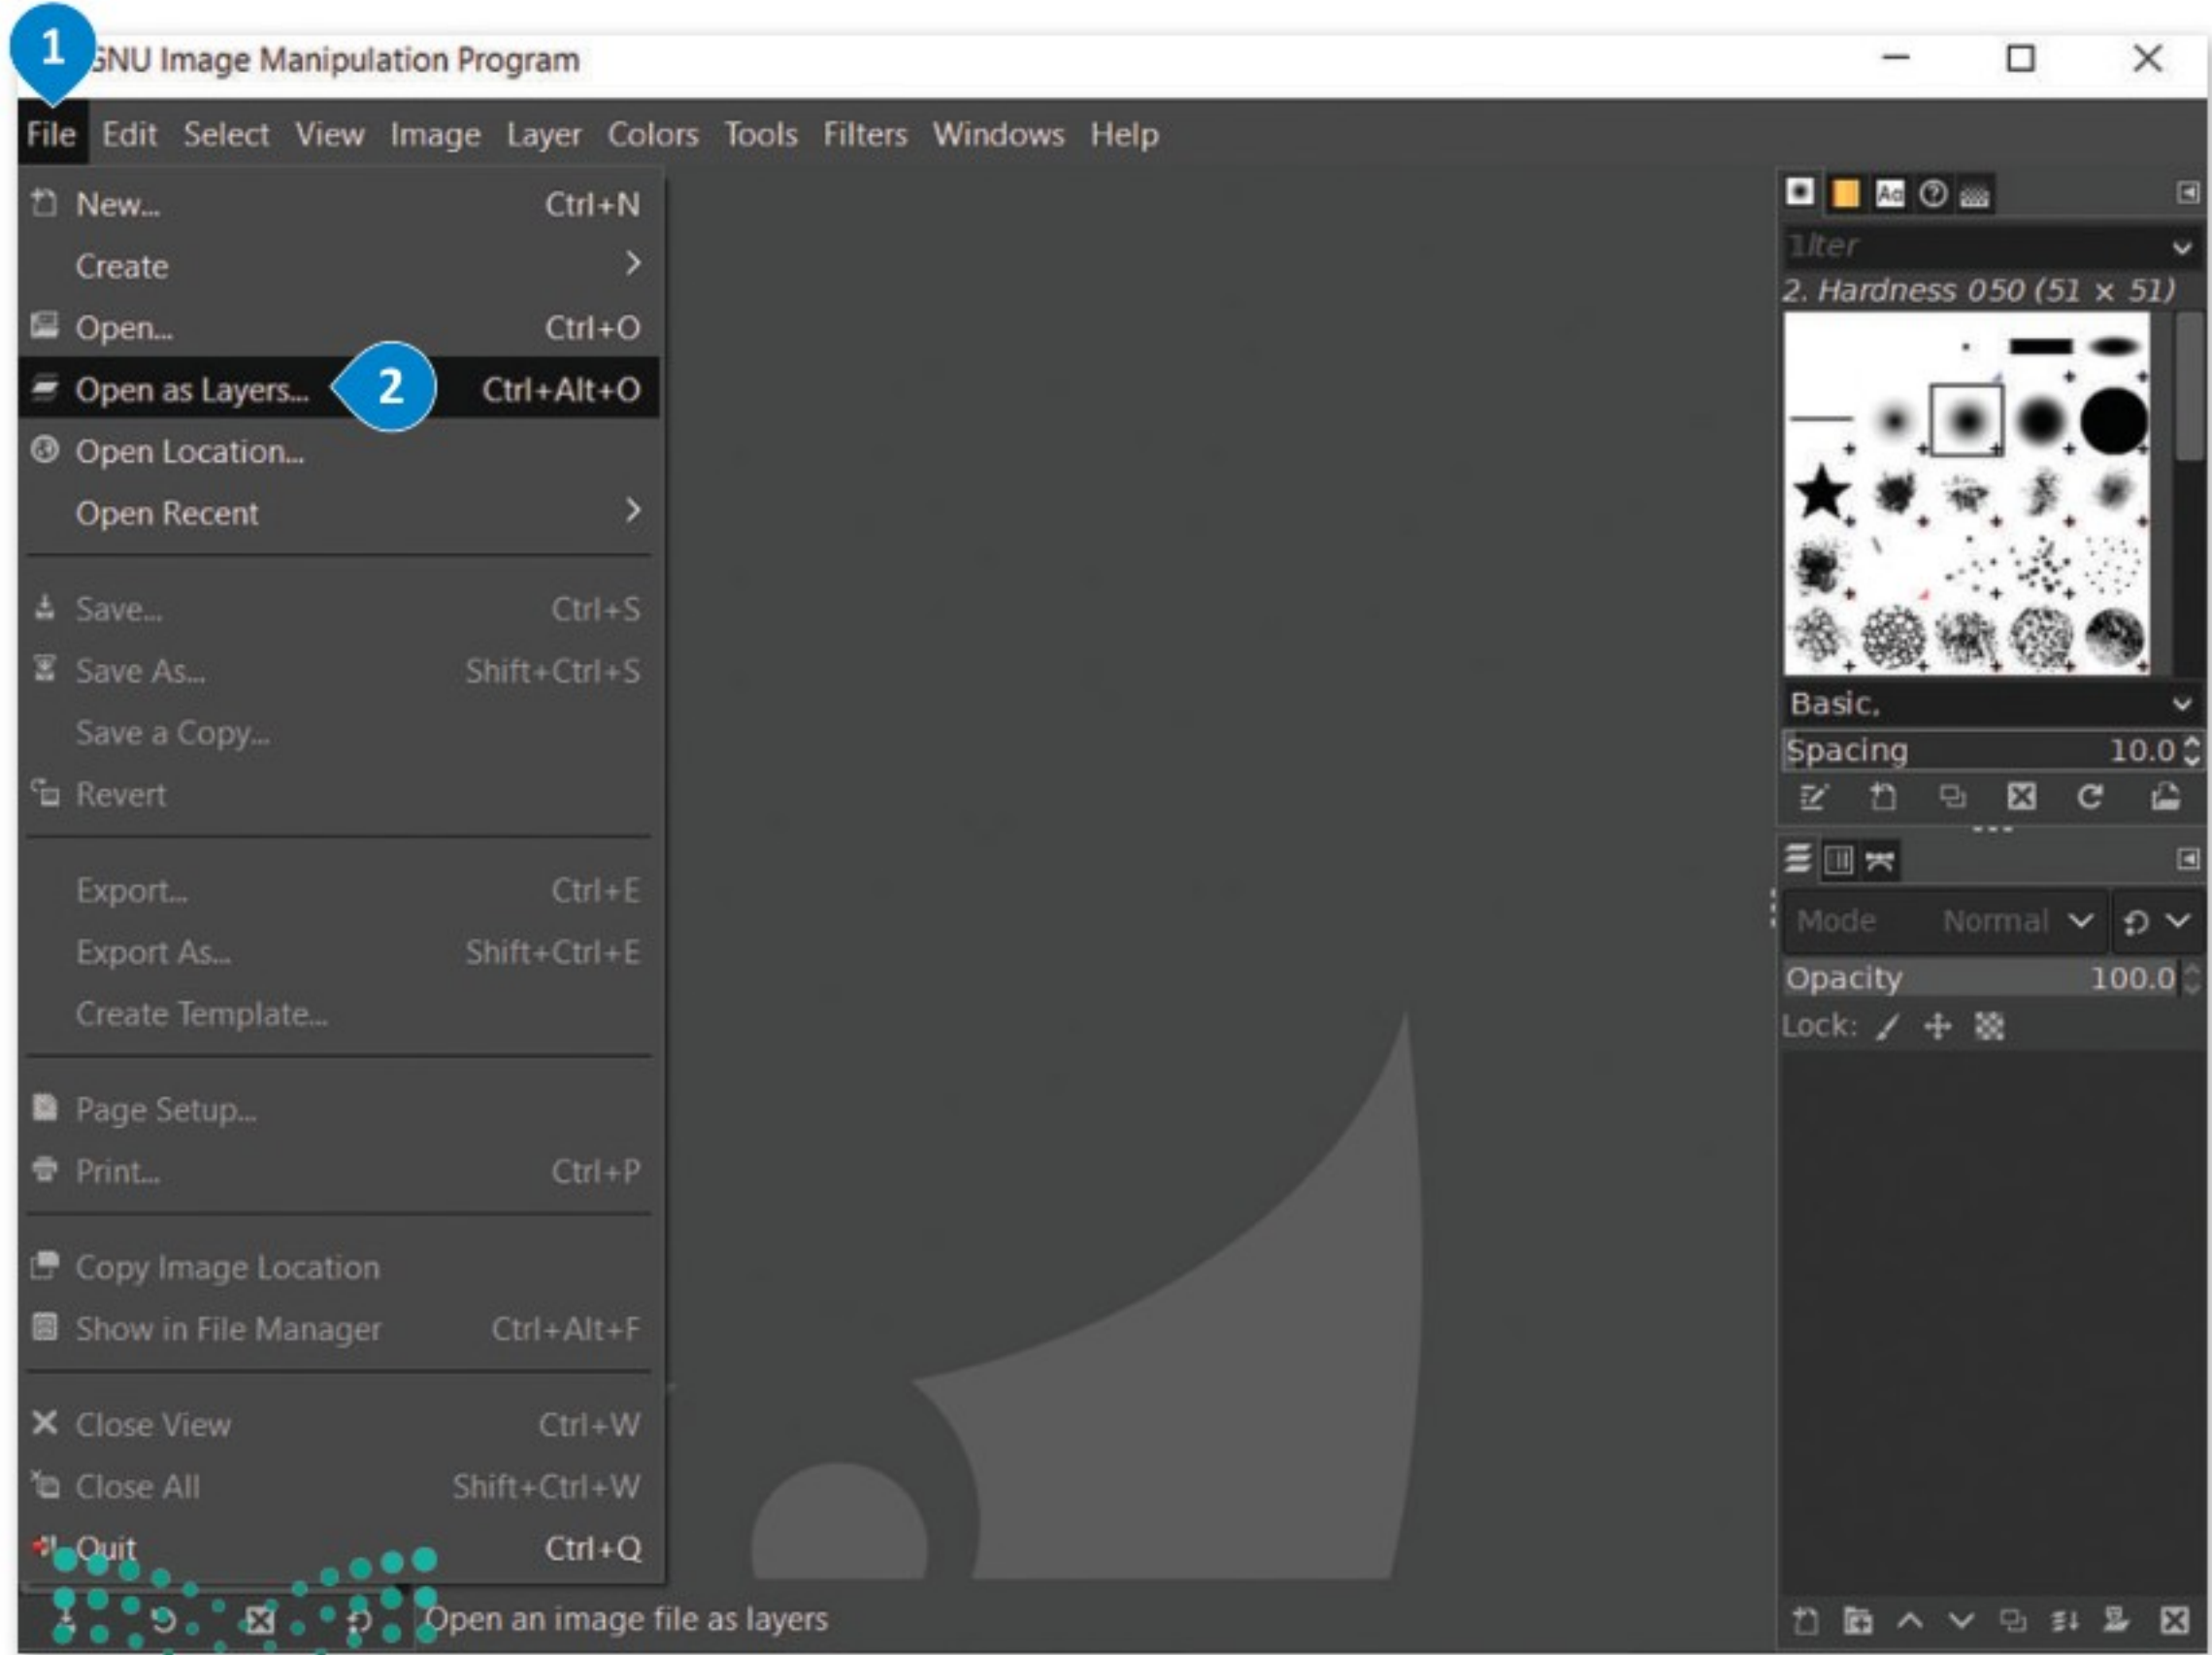 1
GNU Image Manipulation Program
File Edit Select View Image Layer Colors Tools Filters Windows Help
New... Ctrl+N
Create
Open... Ctrl+O
Open as Layers... 2 Ctrl+Alt+O
Open Location...
Open Recent
Save... Ctrl+S
Save As... Shift+Ctrl+S
Save a Copy...
Revert
Export... Ctrl+E
Export As... Shift+Ctrl+E
Create Template...
Page Setup...
Print... Ctrl+P
Copy Image Location
Show in File Manager Ctrl+Alt+F
Close View Ctrl+W
Close All Shift+Ctrl+W
Quit Ctrl+Q
Open an image file as layers
Aa
2. Hardness 050 (51 × 51)
Basic,
Spacing 10.0
Mode Normal
Opacity 100.0
Lock: